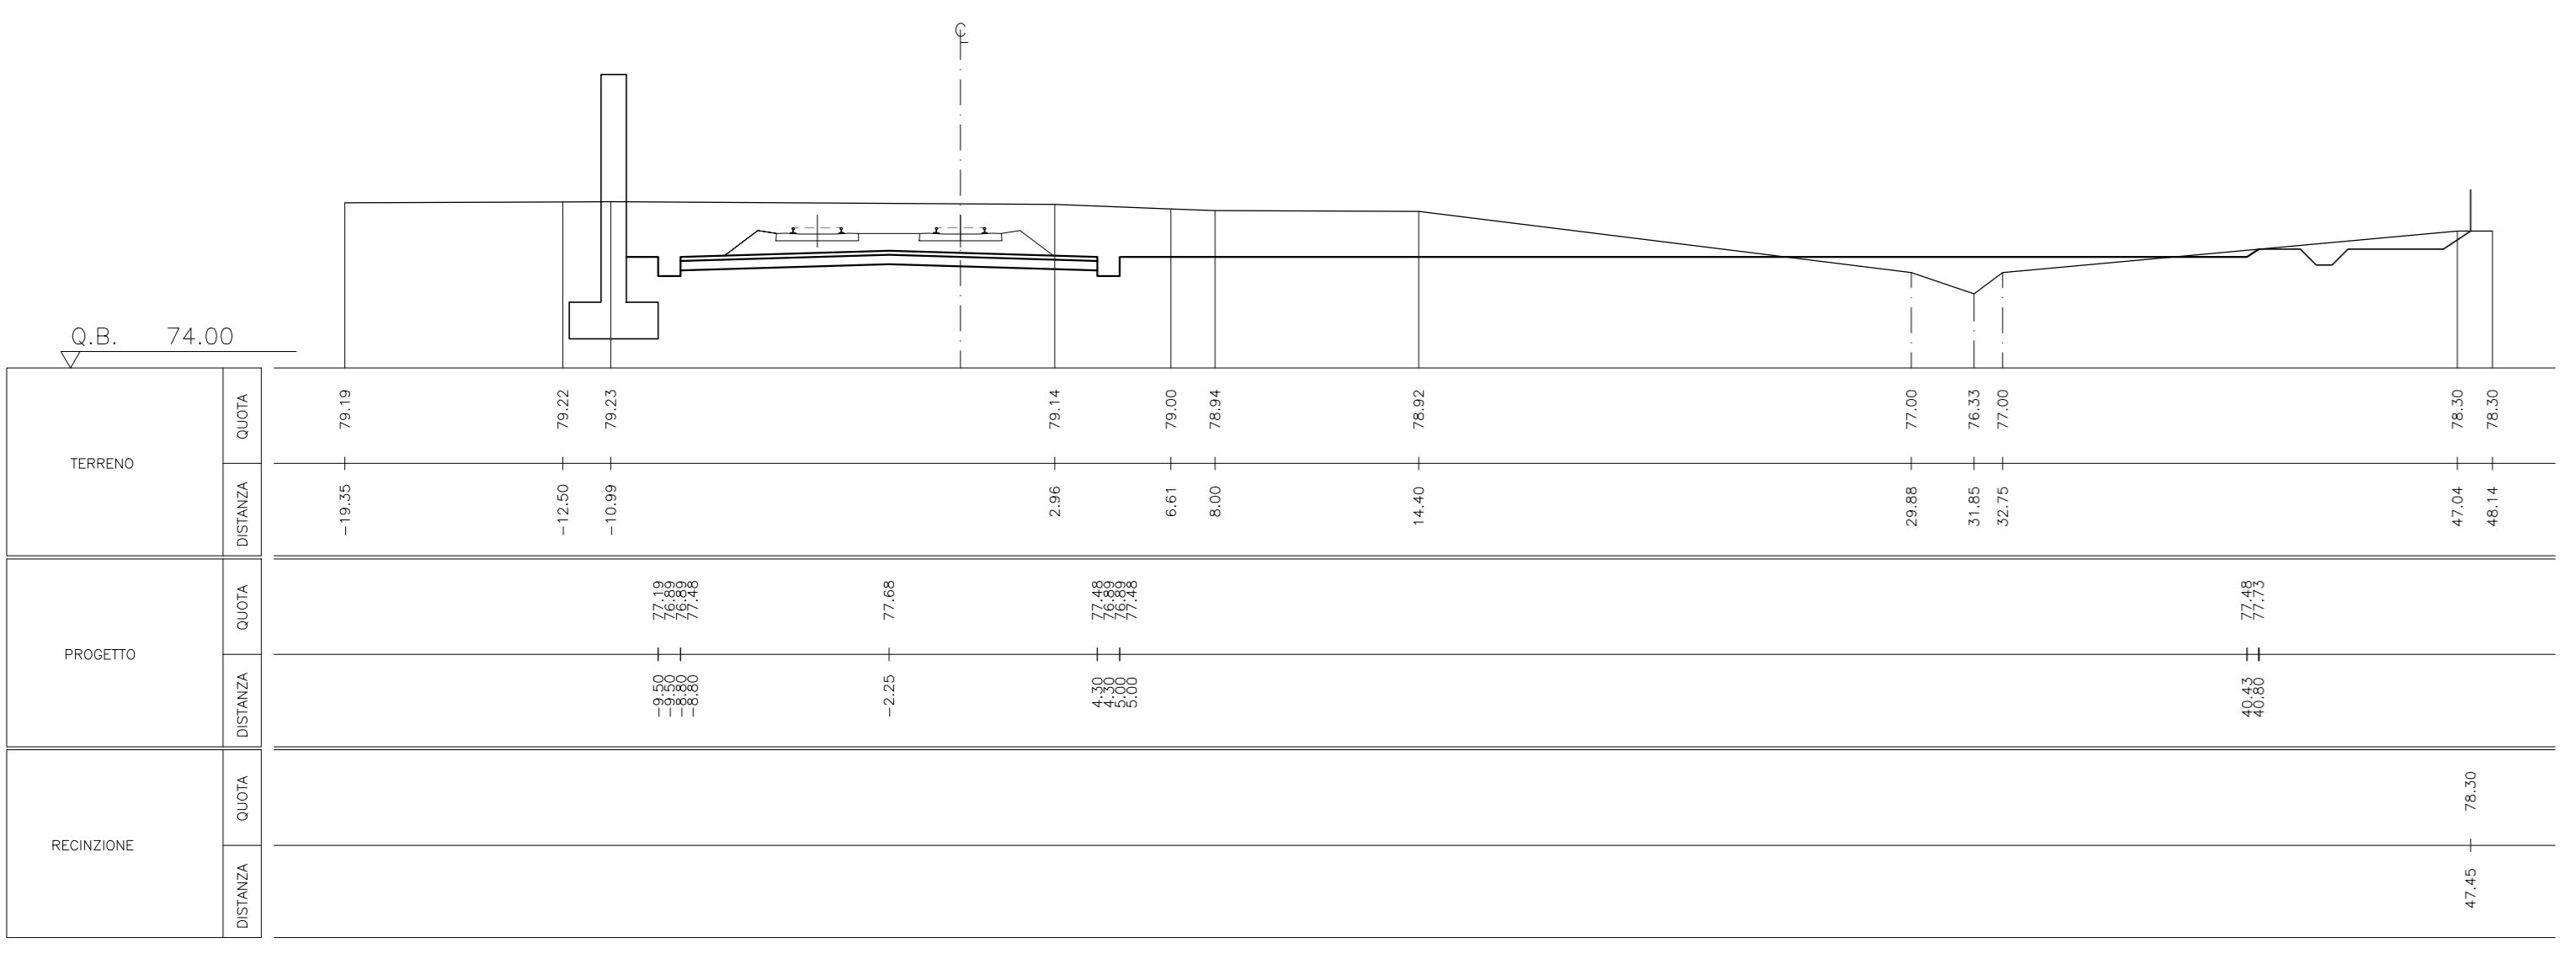 ℄
Q.B. 74.00
TERRENO
QUOTA
79.19 79.22 79.23 79.14 79.00 78.94 78.92 77.00 76.33 77.00 78.30 78.30
DISTANZA
-19.35 -12.50 -10.99 2.96 6.61 8.00 14.40 29.88 31.85 32.75 47.04 48.14
PROGETTO
QUOTA
77.19 76.89 76.89 77.48 77.68 77.48 76.89 76.89 77.48 77.48 77.73
DISTANZA
-9.50 -9.50 -8.80 -8.80 -2.25 4.30 4.30 5.00 5.00 40.43 40.80
RECINZIONE
QUOTA
78.30
DISTANZA
47.45